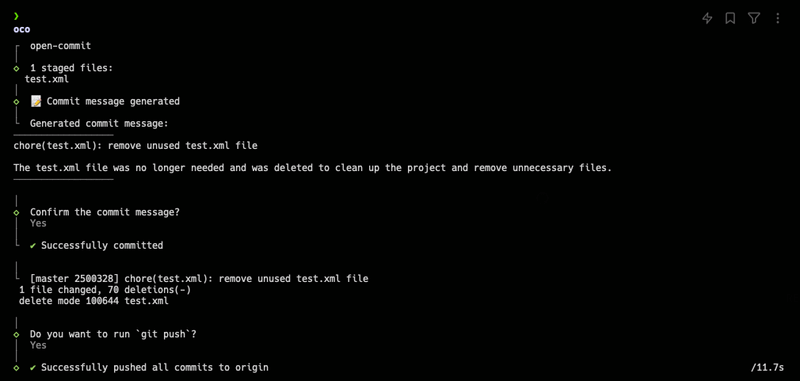 ❯
oco
open-commit
1 staged files:
test.xml
📝 Commit message generated
Generated commit message:
chore(test.xml): remove unused test.xml file
The test.xml file was no longer needed and was deleted to clean up the project and remove unnecessary files.
Confirm the commit message?
Yes
✔ Successfully committed
[master 2500328] chore(test.xml): remove unused test.xml file
1 file changed, 70 deletions(-)
delete mode 100644 test.xml
Do you want to run `git push`?
Yes
✔ Successfully pushed all commits to origin
/11.7s